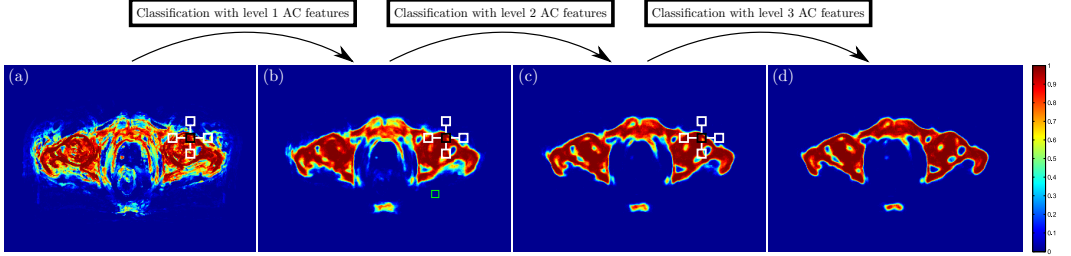 Classification with level 1 AC features
Classification with level 2 AC features
Classification with level 3 AC features
(a)
(b)
(c)
(d)
1
0.9
0.8
0.7
0.6
0.5
0.4
0.3
0.2
0.1
0